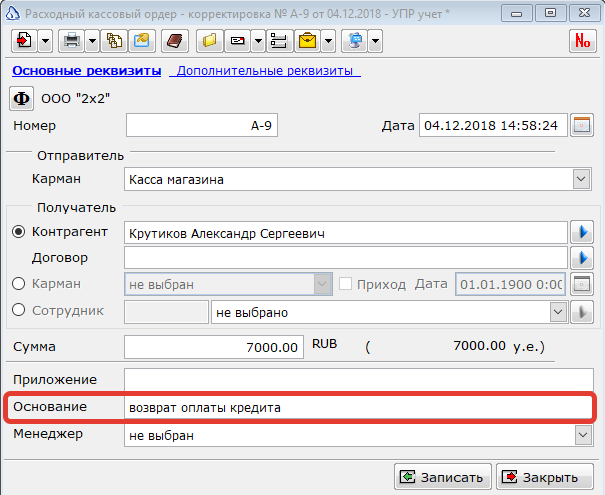 Расходный кассовый ордер - корректировка № А-9 от 04.12.2018 - УПР учет *
No
Основные реквизиты Дополнительные реквизиты
Ф ООО "2x2"
Номер А-9 Дата 04.12.2018 14:58:24
Отправитель
Карман Касса магазина
Получатель
Контрагент Крутиков Александр Сергеевич
Договор
Карман не выбран Приход Дата 01.01.1900 0:00
Сотрудник не выбрано
Сумма 7000.00 RUB ( 7000.00 у.е.)
Приложение
Основание возврат оплаты кредита
Менеджер не выбран
Записать Закрыть